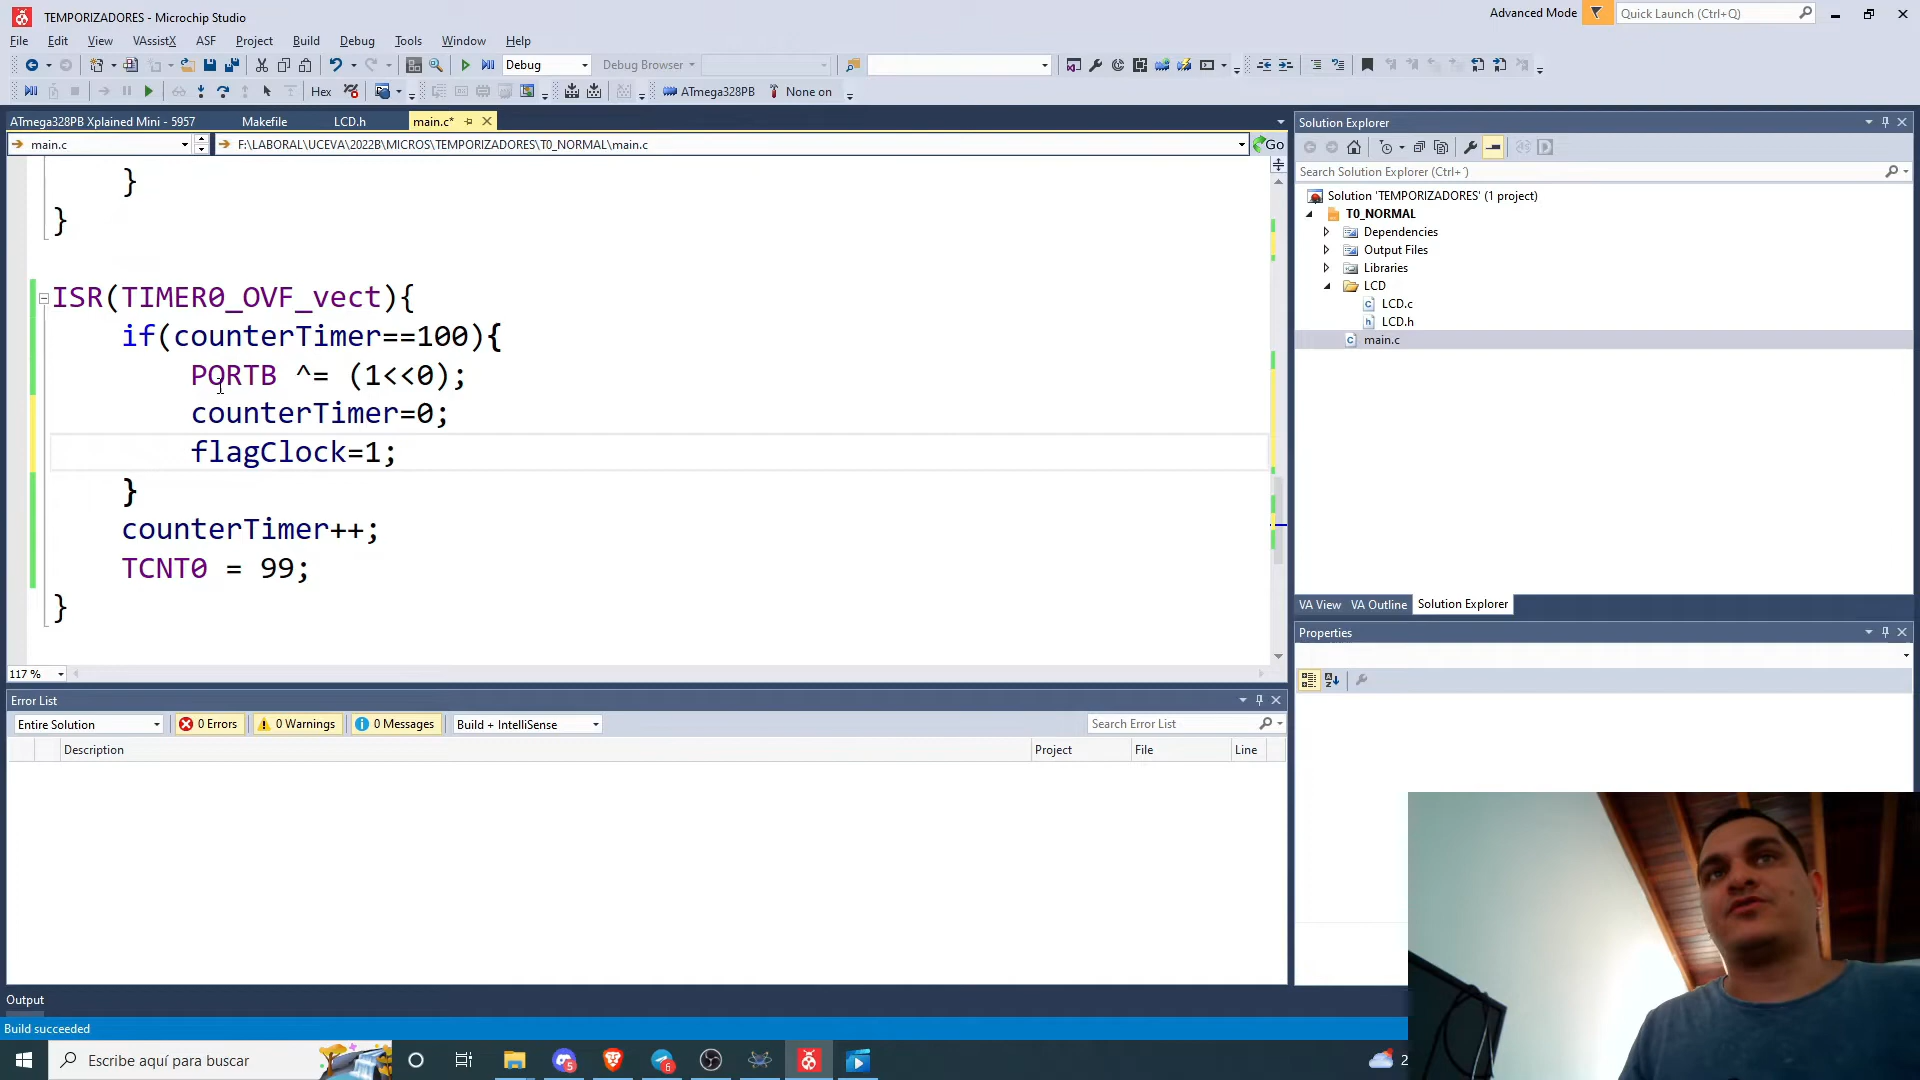 TEMPORIZADORES - Microchip Studio
Advanced Mode
Quick Launch (Ctrl+Q)
File Edit View VAssistX ASF Project Build Debug Tools Window Help
Debug
Debug Browser
Hex
ATmega328PB
None on
ATmega328PB Xplained Mini - 5957
Makefile
LCD.h
main.c*
main.c
F:\LABORAL\UCEVA\2022B\MICROS\TEMPORIZADORES\T0_NORMAL\main.c
Go
}
}
ISR(TIMER0_OVF_vect){
if(counterTimer==100){
PORTB ^= (1<<0);
counterTimer=0;
flagClock=1;
}
counterTimer++;
TCNT0 = 99;
}
117 %
Solution Explorer
Search Solution Explorer (Ctrl+´)
Solution 'TEMPORIZADORES' (1 project)
T0_NORMAL
Dependencies
Output Files
Libraries
LCD
LCD.c
LCD.h
main.c
VA View VA Outline Solution Explorer
Properties
Error List
Entire Solution
0 Errors
0 Warnings
0 Messages
Build + IntelliSense
Search Error List
Description
Project
File
Line
Output
Build succeeded
Escribe aquí para buscar
5
6
2